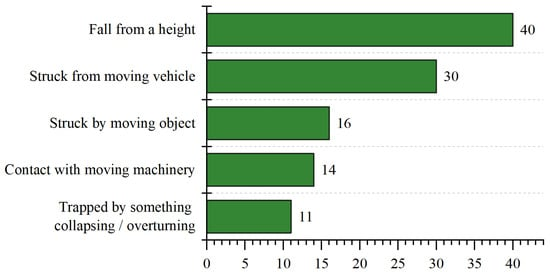 Fall from a height
40
Struck from moving vehicle
30
Struck by moving object
16
Contact with moving machinery
14
Trapped by something
collapsing / overturning
11
0 5 10 15 20 25 30 35 40